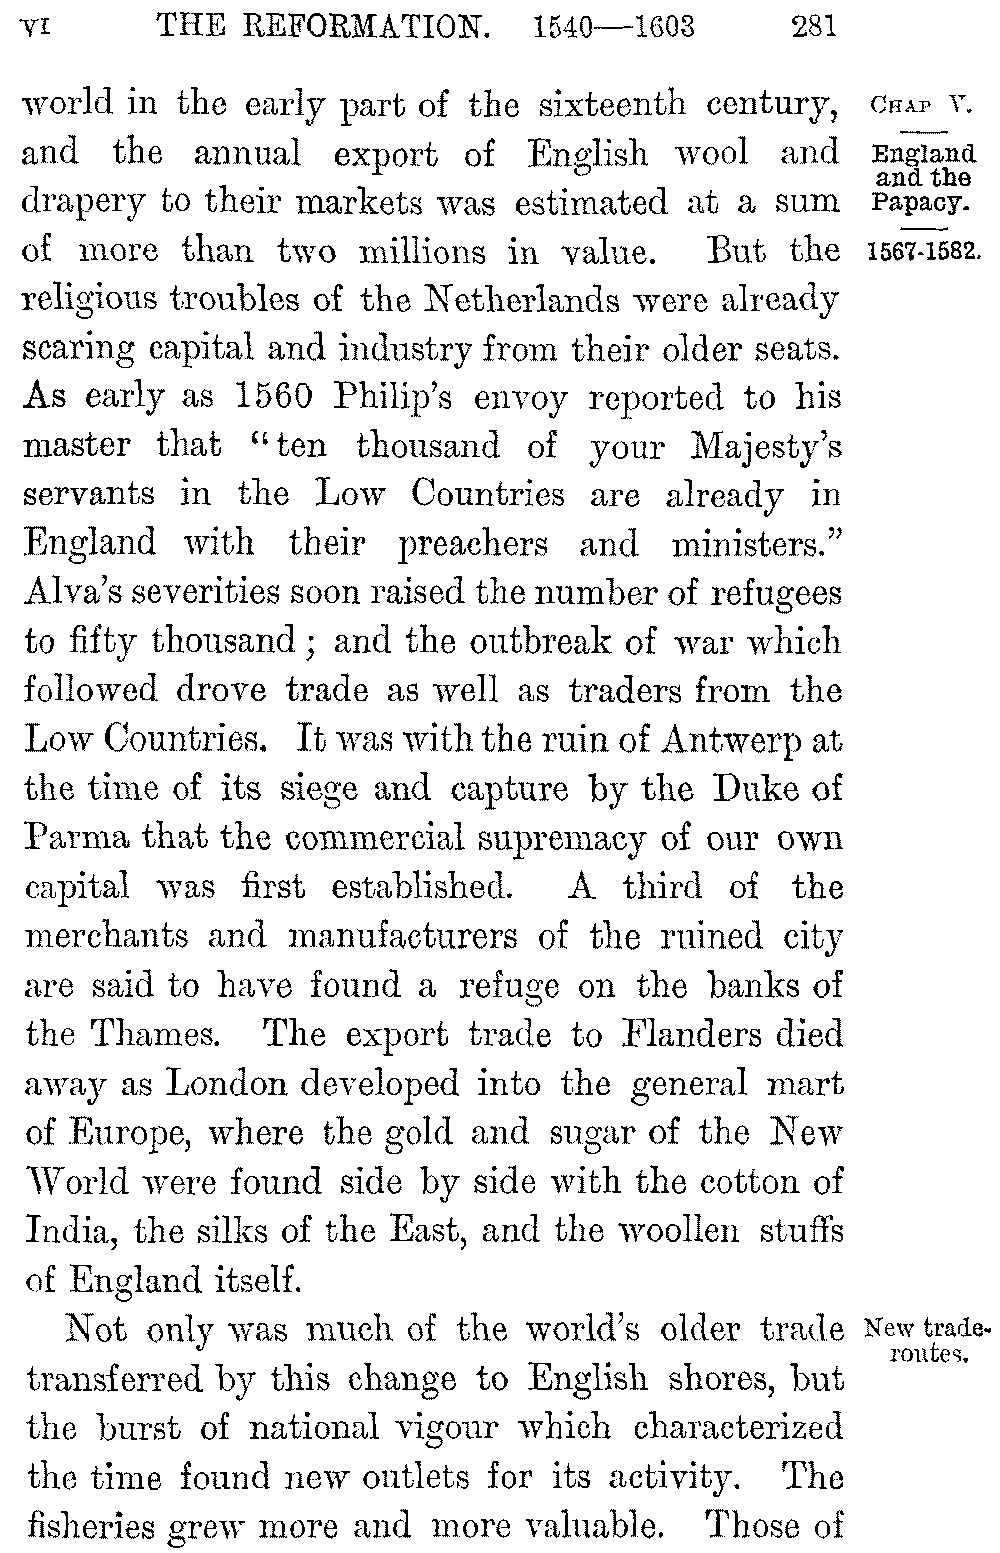 VI THE REFORMATION. 1540—1603 281
world in the early part of the sixteenth century,
and the annual export of English wool and
drapery to their markets was estimated at a sum
of more than two millions in value. But the
religious troubles of the Netherlands were already
scaring capital and industry from their older seats.
As early as 1560 Philip's envoy reported to his
master that "ten thousand of your Majesty's
servants in the Low Countries are already in
England with their preachers and ministers."
Alva's severities soon raised the number of refugees
to fifty thousand; and the outbreak of war which
followed drove trade as well as traders from the
Low Countries. It was with the ruin of Antwerp at
the time of its siege and capture by the Duke of
Parma that the commercial supremacy of our own
capital was first established. A third of the
merchants and manufacturers of the ruined city
are said to have found a refuge on the banks of
the Thames. The export trade to Flanders died
away as London developed into the general mart
of Europe, where the gold and sugar of the New
World were found side by side with the cotton of
India, the silks of the East, and the woollen stuffs
of England itself.
Not only was much of the world's older trade
transferred by this change to English shores, but
the burst of national vigour which characterized
the time found new outlets for its activity. The
fisheries grew more and more valuable. Those of
CHAP V.
England
and the
Papacy.
1567-1582.
New trade-
routes.